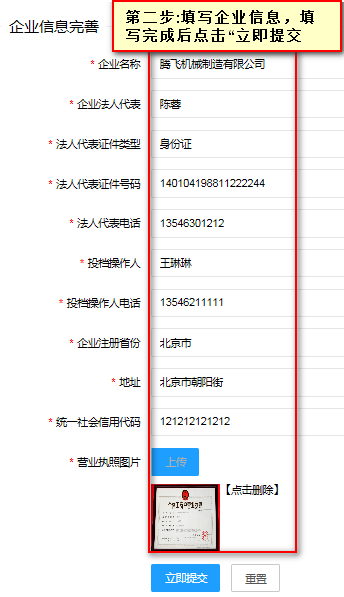 第二步:填写企业信息，填
写完成后点击“立即提交
企业信息完善
* 企业名称 腾飞机械制造有限公司
* 企业法人代表 陈蓉
* 法人代表证件类型 身份证
* 法人代表证件号码 140104198811222244
* 法人代表电话 13546301212
* 投档操作人 王琳琳
* 投档操作人电话 13546211111
* 企业注册省份 北京市
* 地址 北京市朝阳街
* 统一社会信用代码 121212121212
* 营业执照图片 上传
【点击删除】
立即提交 重置